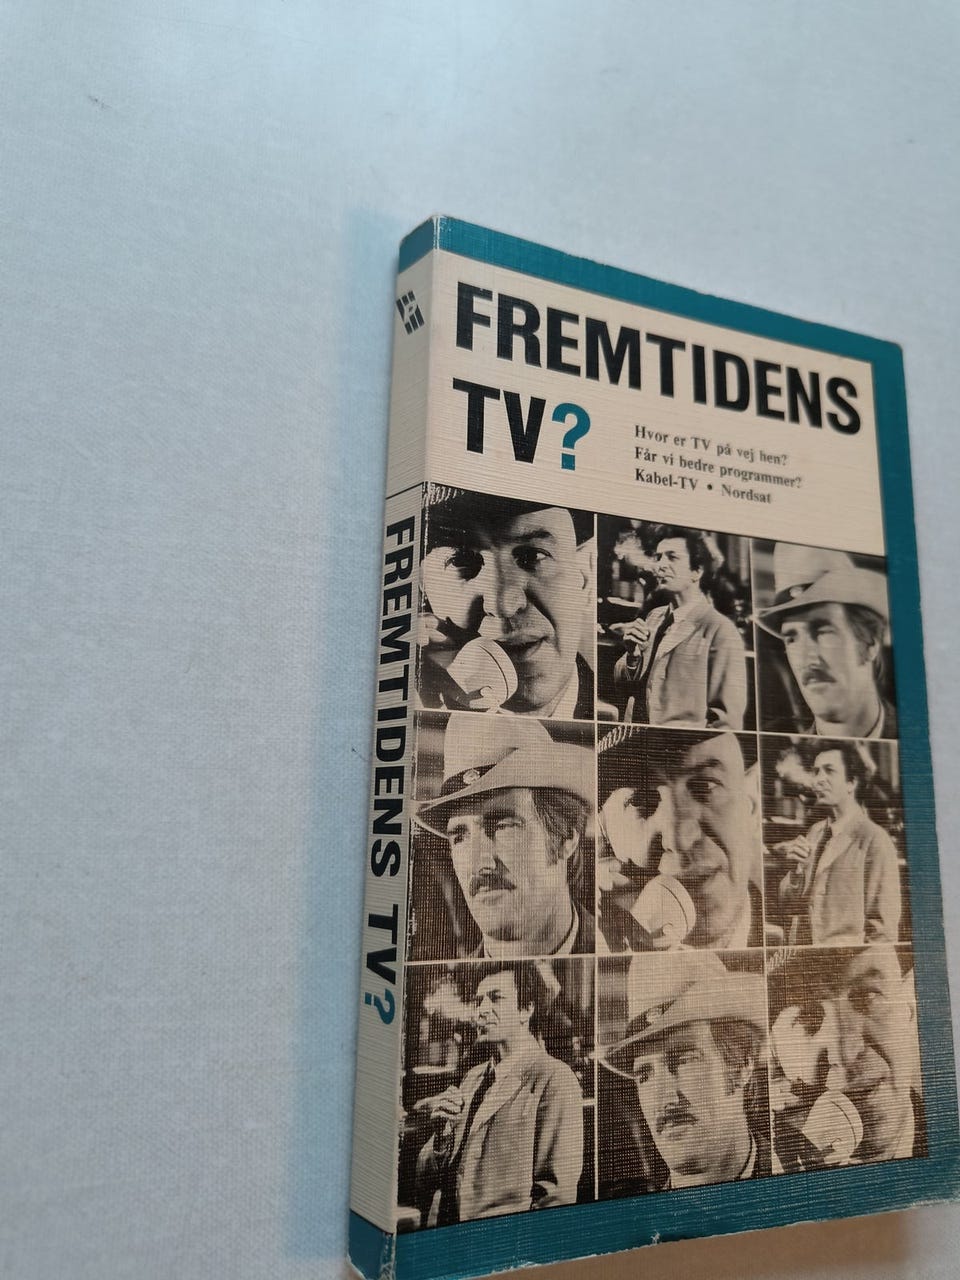 FREMTIDENS
TV?
Hvor er TV på vej hen?
Får vi bedre programmer?
Kabel-TV • Nordsat
FREMTIDENS TV?